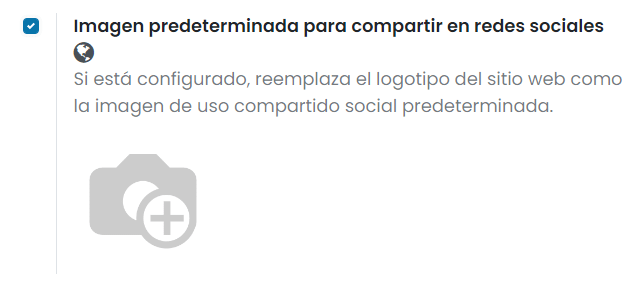 Imagen predeterminada para compartir en redes sociales
Si está configurado, reemplaza el logotipo del sitio web como
la imagen de uso compartido social predeterminada.